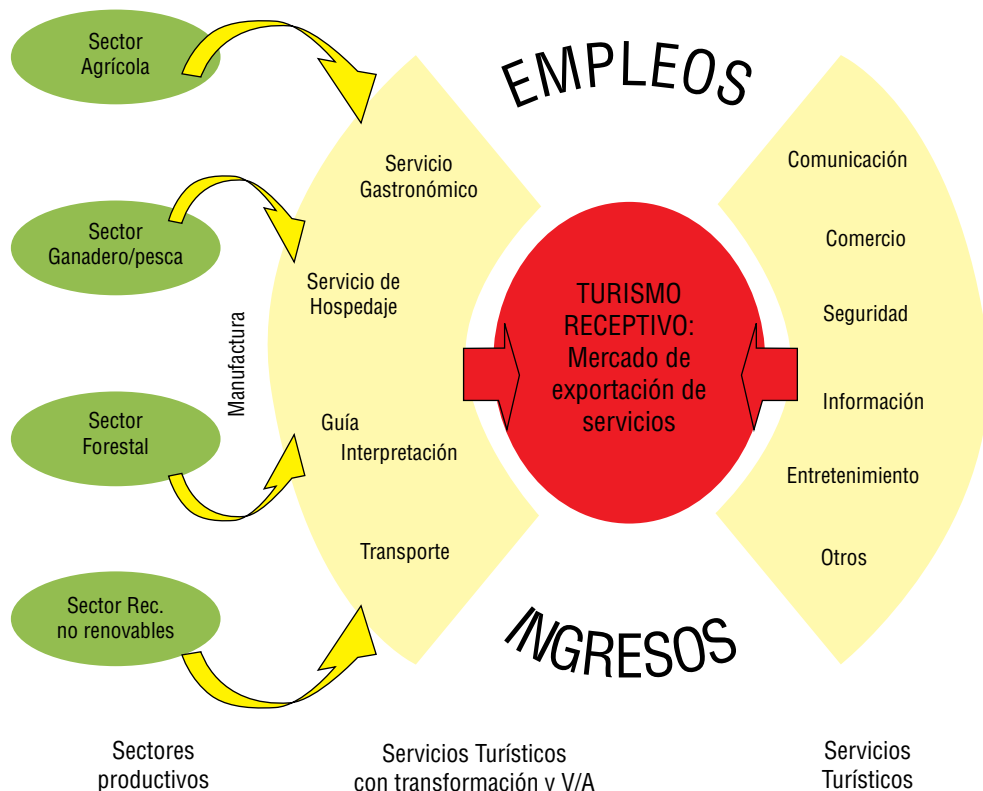 Sector
Agrícola
Sector
Ganadero/pesca
Sector
Forestal
Sector Rec.
no renovables
Manufactura
Servicio
Gastronómico
Servicio de
Hospedaje
Guía
Interpretación
Transporte
EMPLEOS
TURISMO
RECEPTIVO:
Mercado de
exportación de
servicios
INGRESOS
Comunicación
Comercio
Seguridad
Información
Entretenimiento
Otros
Sectores
productivos
Servicios Turísticos
con transformación y V/A
Servicios
Turísticos